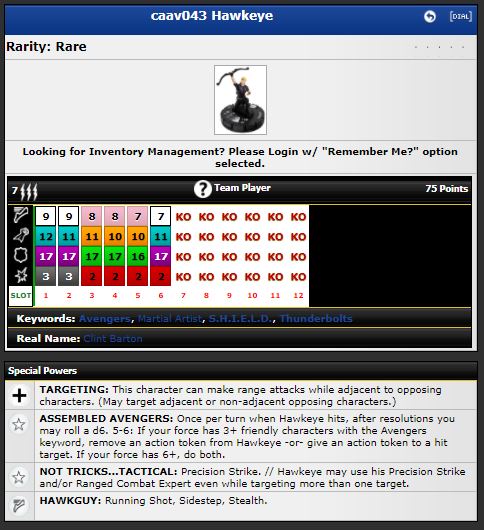 caav043 Hawkeye
[DIAL]
Rarity: Rare
Looking for Inventory Management? Please Login w/ "Remember Me?" option
selected.
7 ? Team Player 75 Points
9 9 8 8 7 7 KO KO KO KO KO KO
12 11 11 10 10 11 KO KO KO KO KO KO
17 17 17 17 16 17 KO KO KO KO KO KO
3 3 2 2 2 2 KO KO KO KO KO KO
SLOT 1 2 3 4 5 6 7 8 9 10 11 12
Keywords: Avengers, Martial Artist, S.H.I.E.L.D., Thunderbolts
Real Name: Clint Barton
Special Powers
TARGETING: This character can make range attacks while adjacent to opposing
characters. (May target adjacent or non-adjacent opposing characters.)
ASSEMBLED AVENGERS: Once per turn when Hawkeye hits, after resolutions you
may roll a d6. 5-6: If your force has 3+ friendly characters with the Avengers
keyword, remove an action token from Hawkeye -or- give an action token to a hit
target. If your force has 6+, do both.
NOT TRICKS...TACTICAL: Precision Strike. // Hawkeye may use his Precision Strike
and/or Ranged Combat Expert even while targeting more than one target.
HAWKGUY: Running Shot, Sidestep, Stealth.